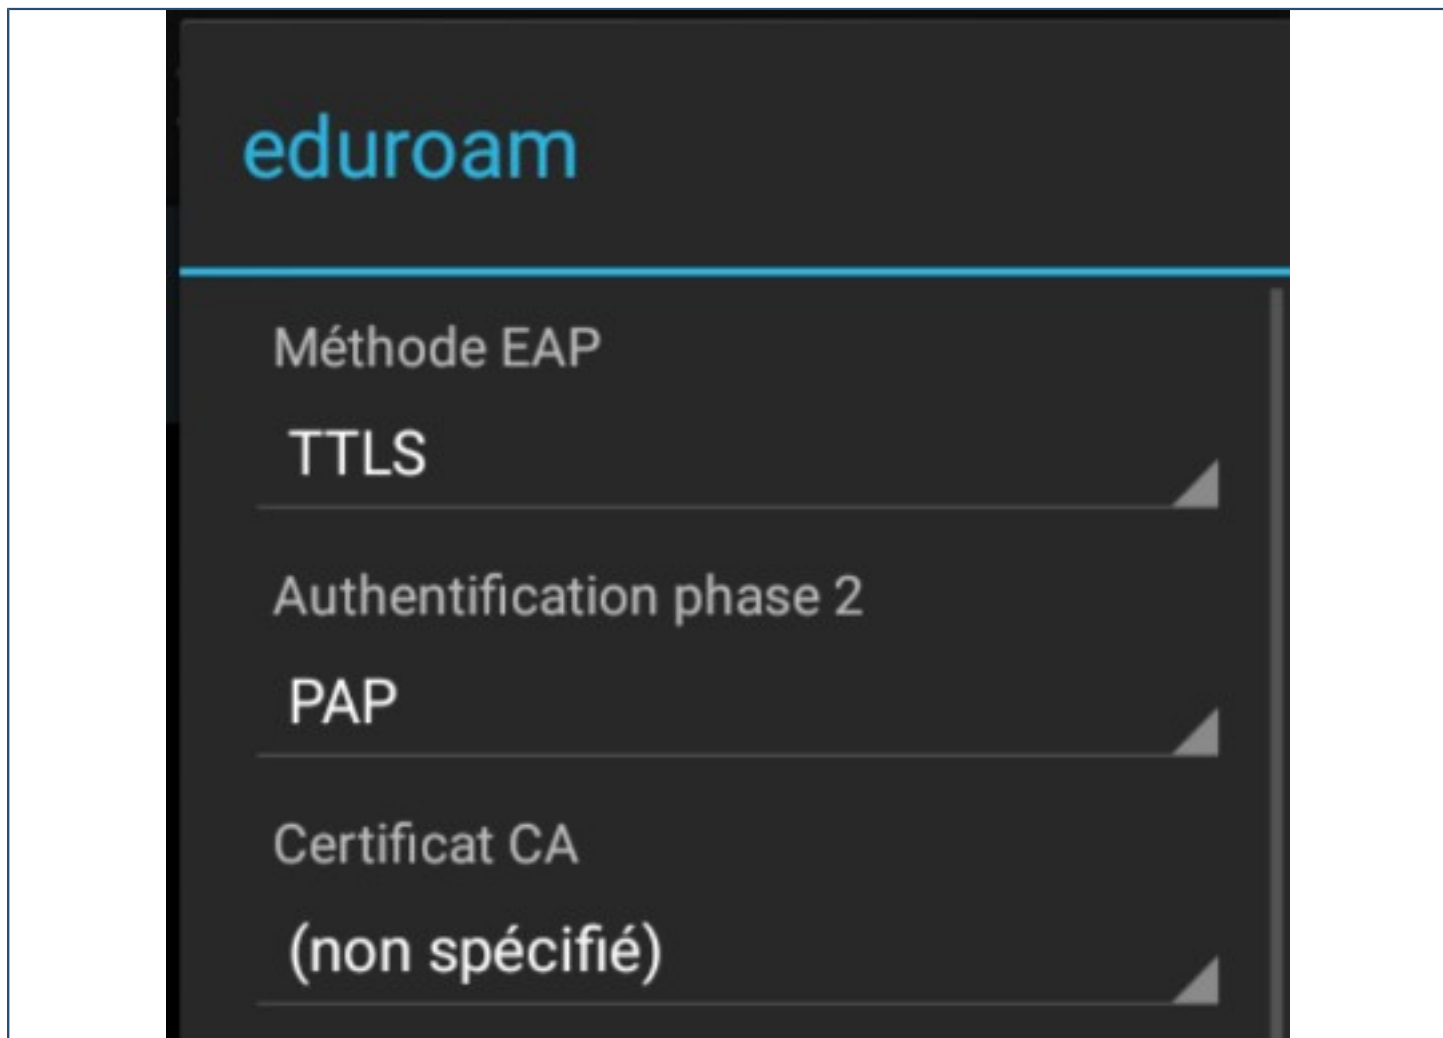 eduroam
Méthode EAP
TTLS
Authentification phase 2
PAP
Certificat CA
(non spécifié)